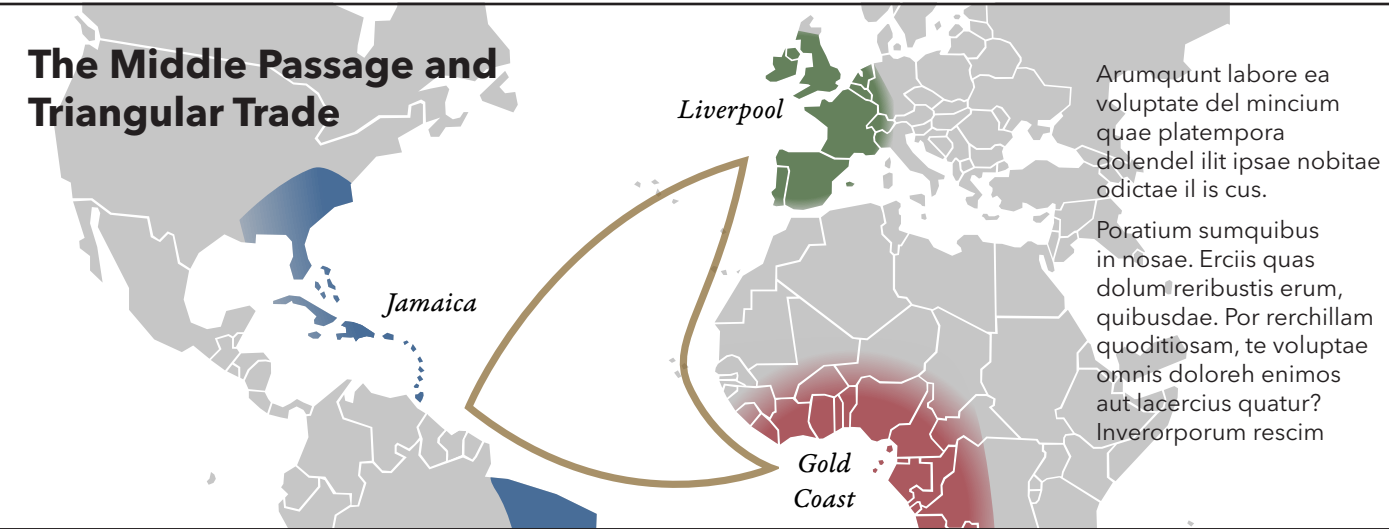 The Middle Passage and
Triangular Trade
Liverpool
Jamaica
Gold
Coast
Arumquunt labore ea
voluptate del mincium
quae platempora
dolendel ilit ipsae nobitae
odictae il is cus.
Poratium sumquibus
in nosae. Erciis quas
dolum reribustis erum,
quibusdae. Por rerchillam
quoditiosam, te voluptae
omnis doloreh enimos
aut lacercius quatur?
Inverorporum rescim